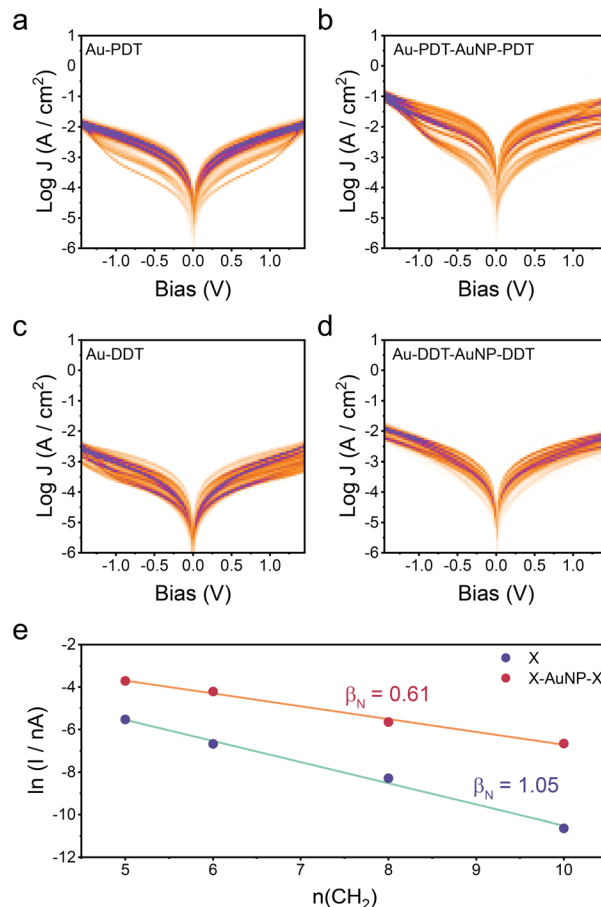 a
Au-PDT
Log J (A / cm²)
1
0
-1
-2
-3
-4
-5
-6
-1.0 -0.5 0.0 0.5 1.0
Bias (V)
b
Au-PDT-AuNP-PDT
Log J (A / cm²)
1
0
-1
-2
-3
-4
-5
-6
-1.0 -0.5 0.0 0.5 1.0
Bias (V)
c
Au-DDT
Log J (A / cm²)
1
0
-1
-2
-3
-4
-5
-6
-1.0 -0.5 0.0 0.5 1.0
Bias (V)
d
Au-DDT-AuNP-DDT
Log J (A / cm²)
1
0
-1
-2
-3
-4
-5
-6
-1.0 -0.5 0.0 0.5 1.0
Bias (V)
e
ln (I / nA)
-2
-4
-6
-8
-10
-12
X
X-AuNP-X
β_N = 0.61
β_N = 1.05
5 6 7 8 9 10
n(CH₂)